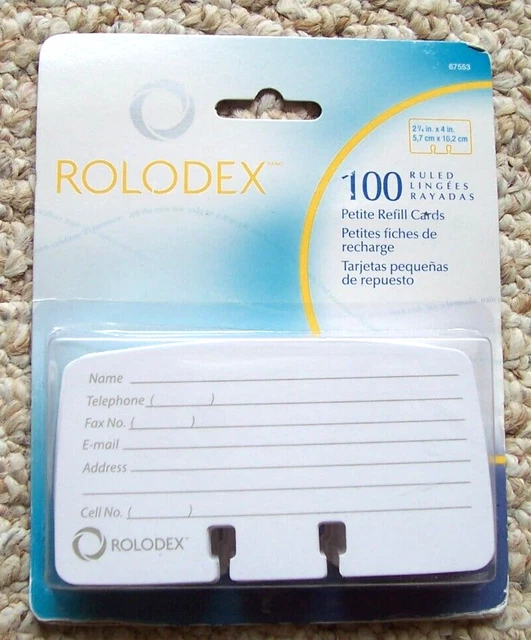 67553
2¼ in. x 4 in.
5,7 cm x 10,2 cm
ROLODEX
100 RULED
LINGÉES
RAYADAS
Petite Refill Cards
Petites fiches de
recharge
Tarjetas pequeñas
de repuesto
Name
Telephone ( )
Fax No. ( )
E-mail
Address
Cell No. ( )
ROLODEX